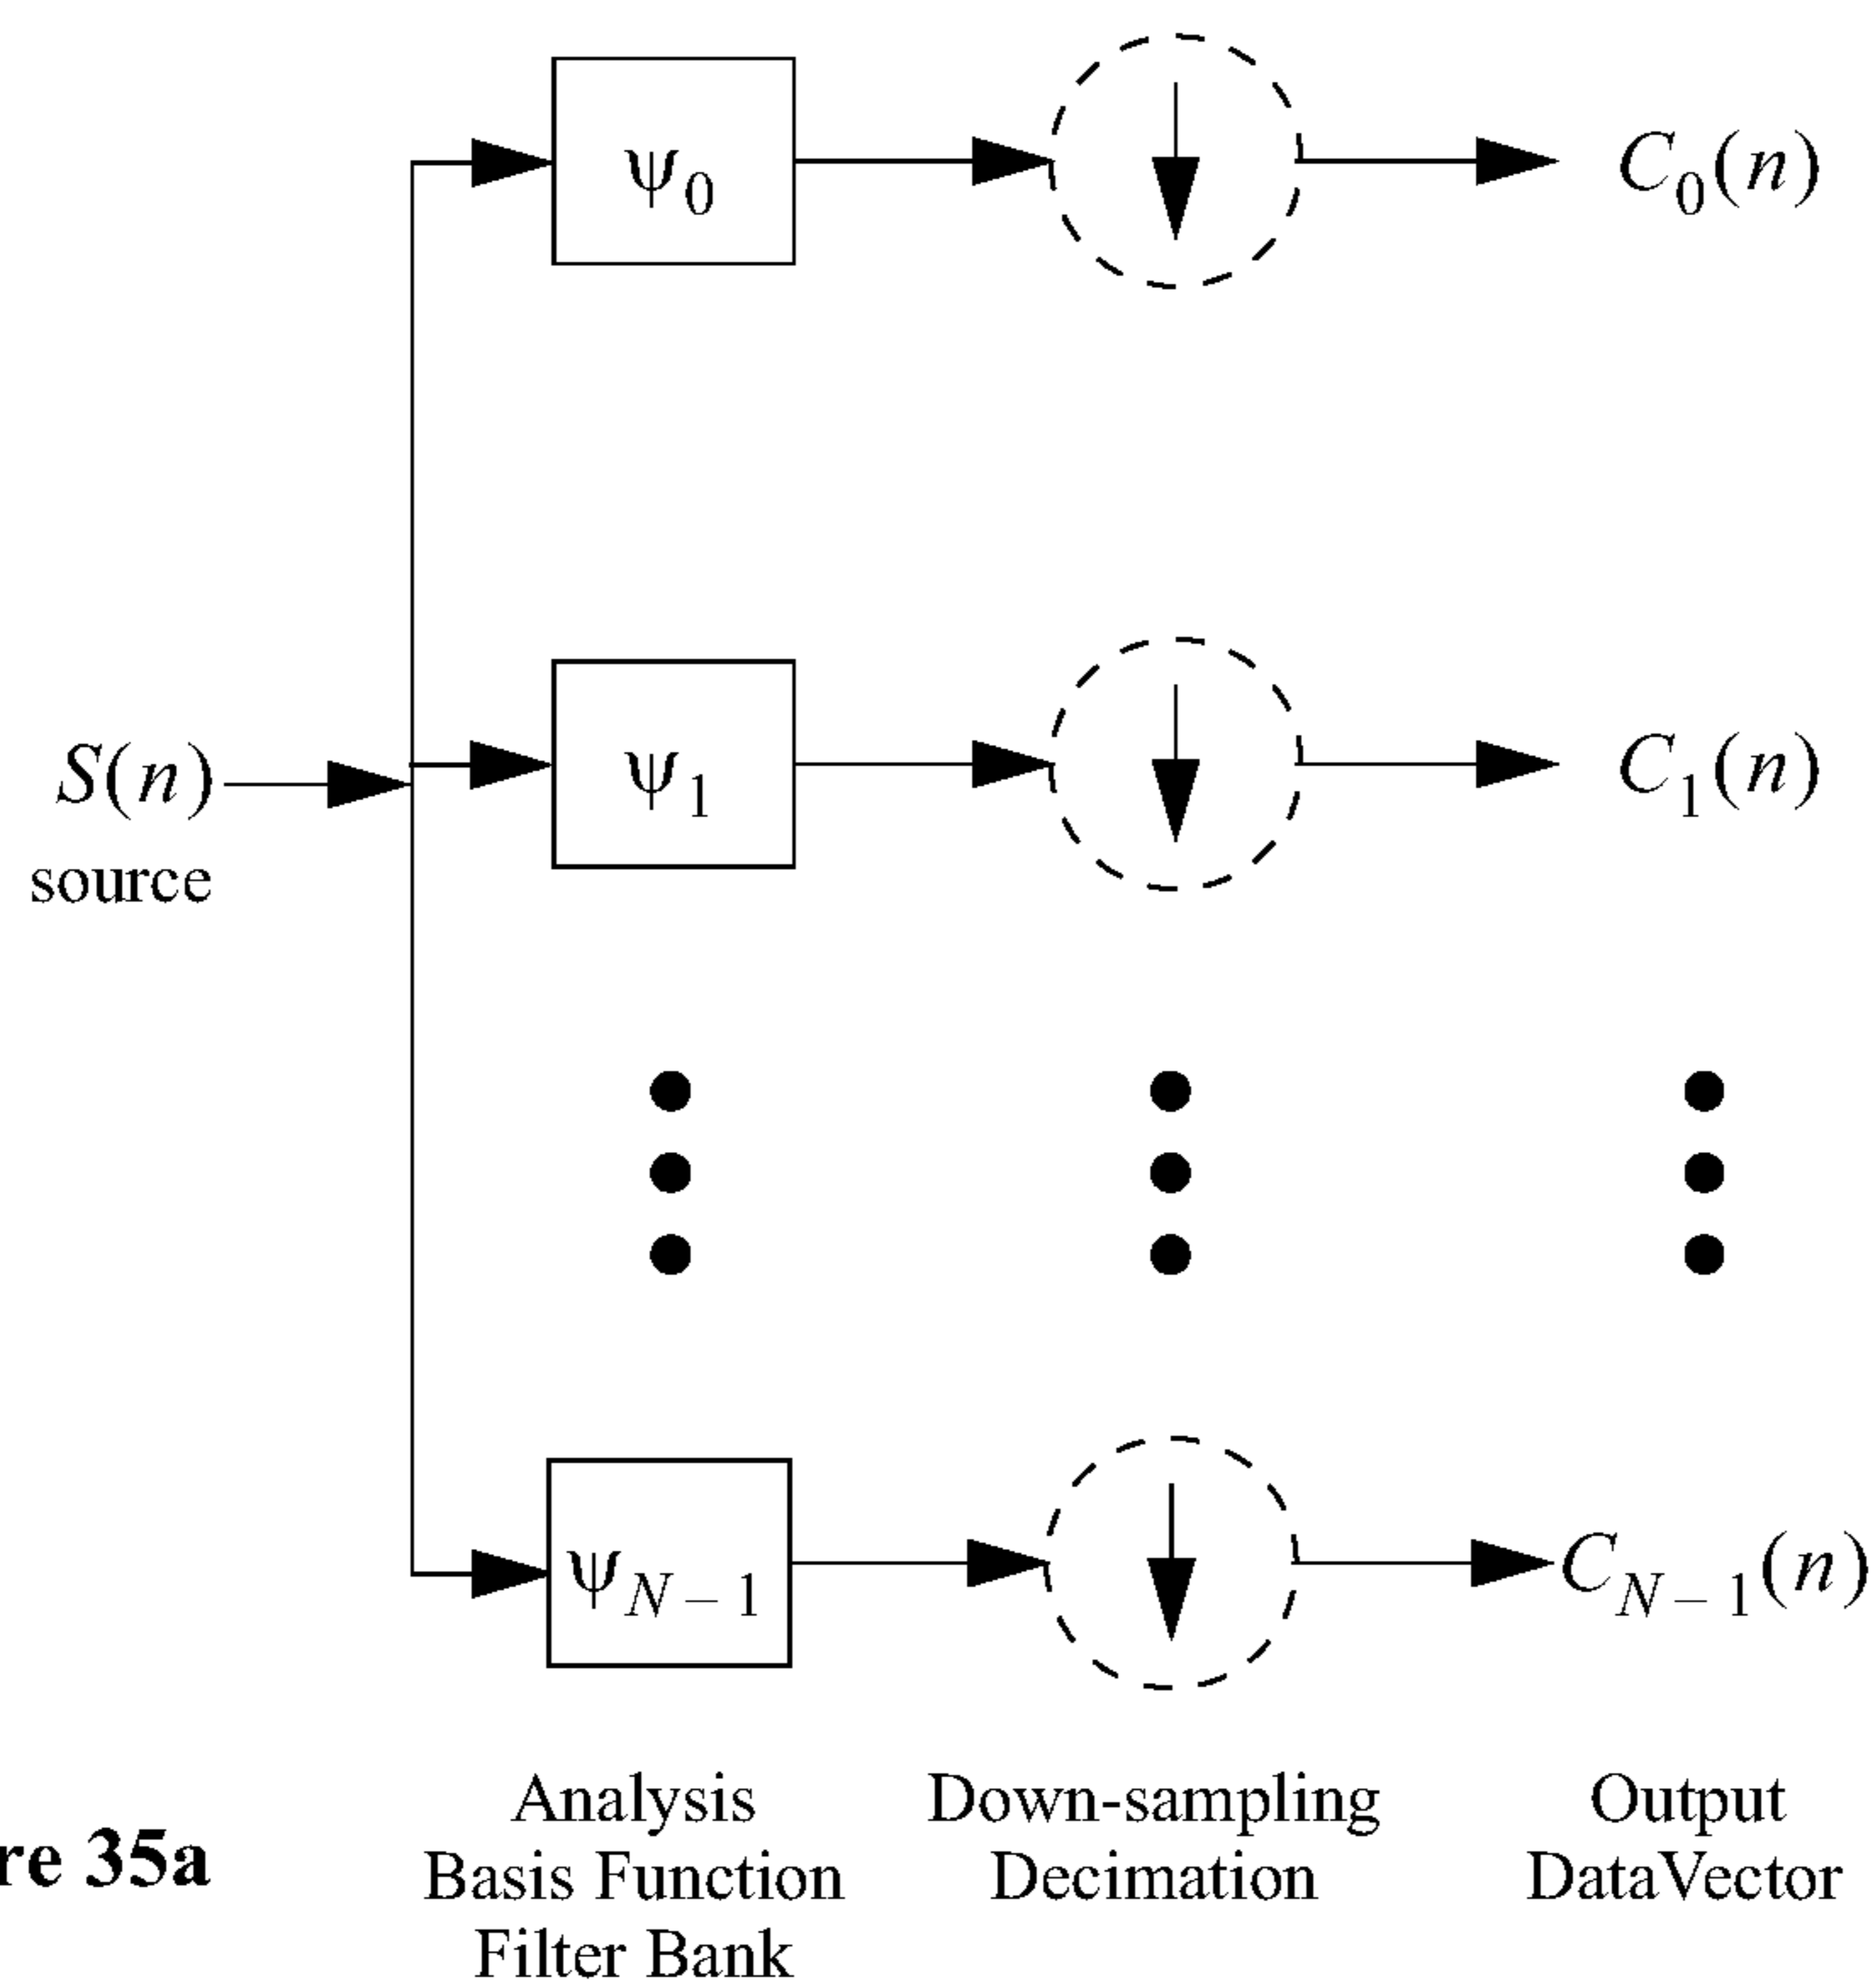 ψ0
C0(n)
S(n)
source
ψ1
C1(n)
ψN – 1
CN – 1(n)
Analysis
Basis Function
Filter Bank
Down-sampling
Decimation
Output
DataVector
re 35a